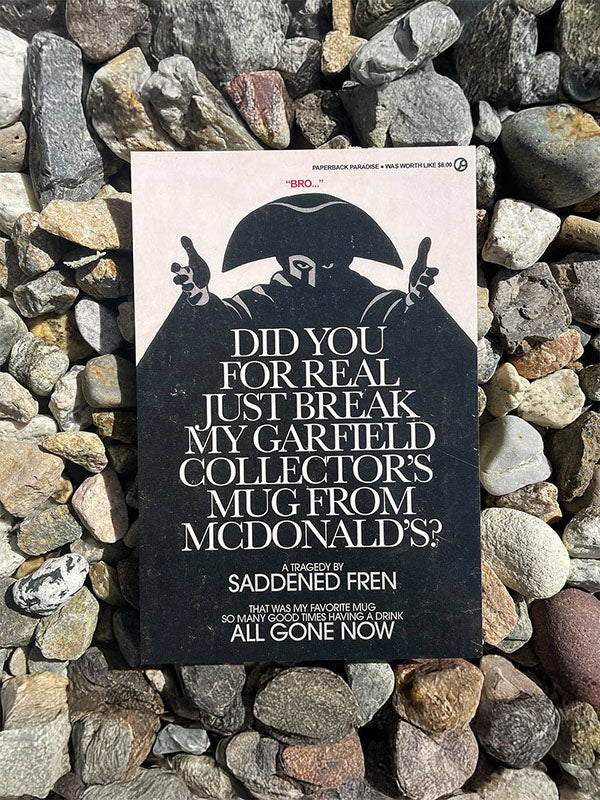 PAPERBACK PARADISE • WAS WORTH LIKE $8.00
"BRO..."
DID YOU
FOR REAL
JUST BREAK
MY GARFIELD
COLLECTOR'S
MUG FROM
MCDONALD'S?
A TRAGEDY BY
SADDENED FREN
THAT WAS MY FAVORITE MUG
SO MANY GOOD TIMES HAVING A DRINK
ALL GONE NOW